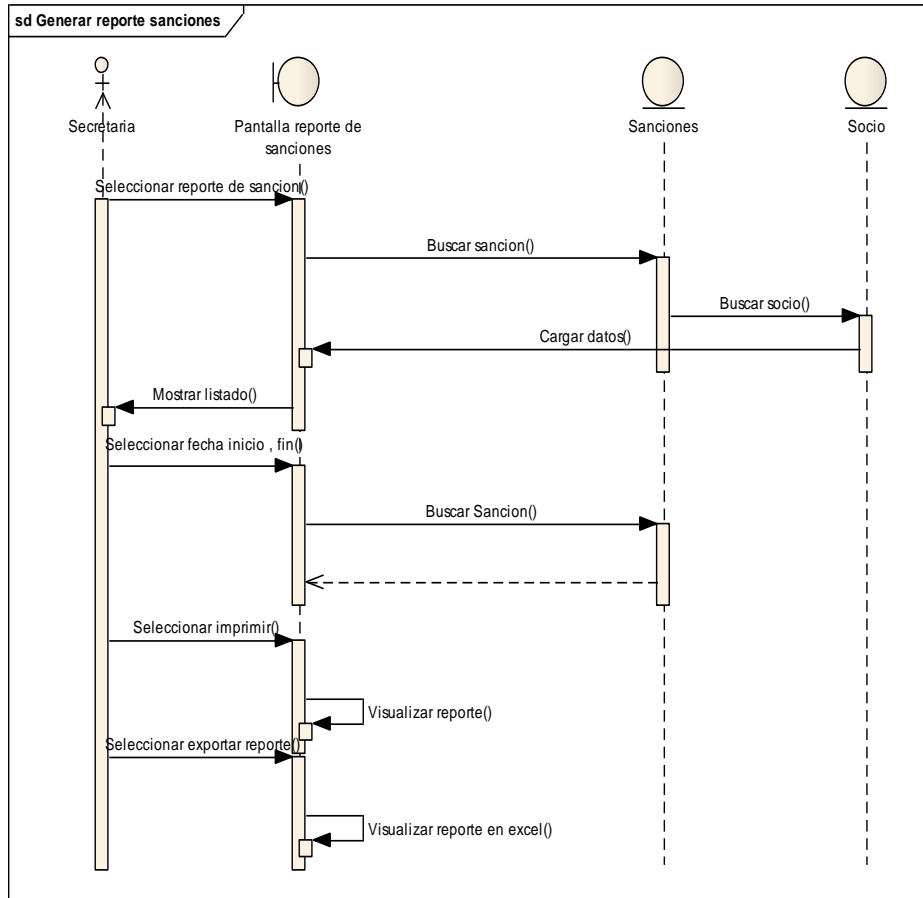 sd Generar reporte sanciones
Secretaria
Pantalla reporte de
sanciones
Sanciones
Socio
Seleccionar reporte de sancion()
Buscar sancion()
Buscar socio()
Cargar datos()
Mostrar listado()
Seleccionar fecha inicio , fin()
Buscar Sancion()
Seleccionar imprimir()
Visualizar reporte()
Seleccionar exportar reporte()
Visualizar reporte en excel()